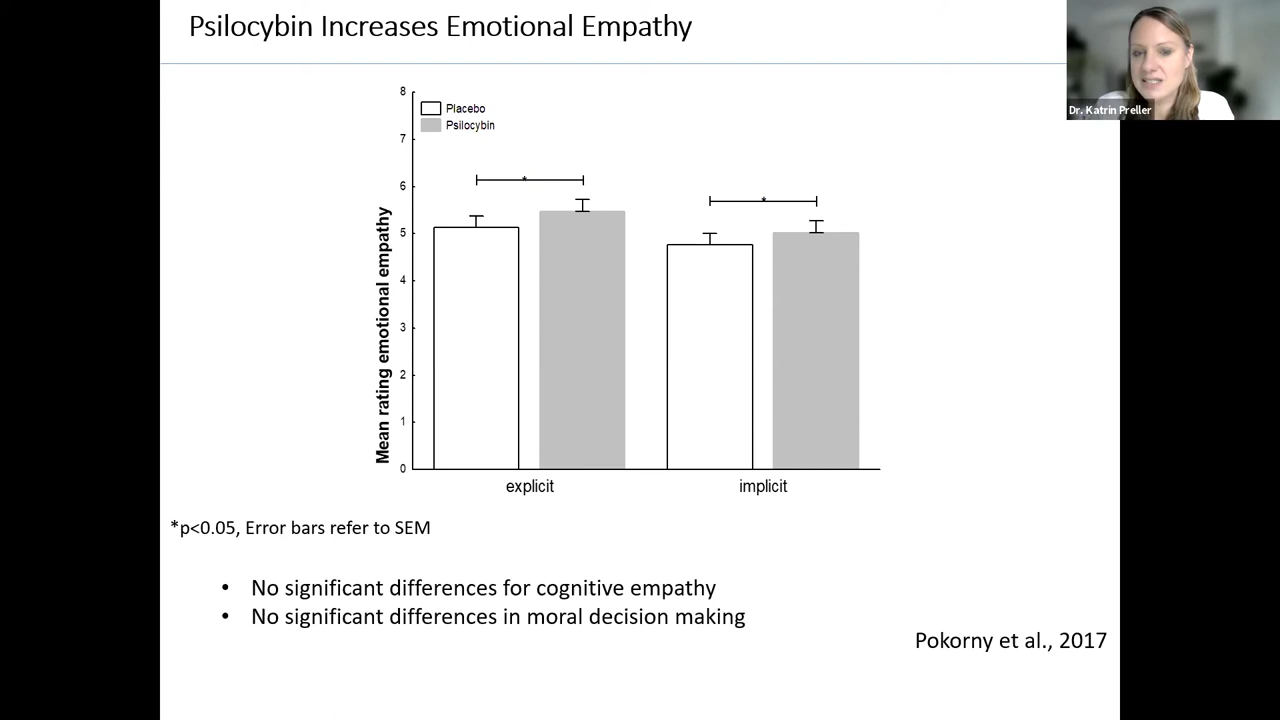 Psilocybin Increases Emotional Empathy
Dr. Katrin Preller
8
Placebo
Psilocybin
7
6
5
4
3
2
1
0
Mean rating emotional empathy
*
*
explicit
implicit
*p<0.05, Error bars refer to SEM
• No significant differences for cognitive empathy
• No significant differences in moral decision making
Pokorny et al., 2017